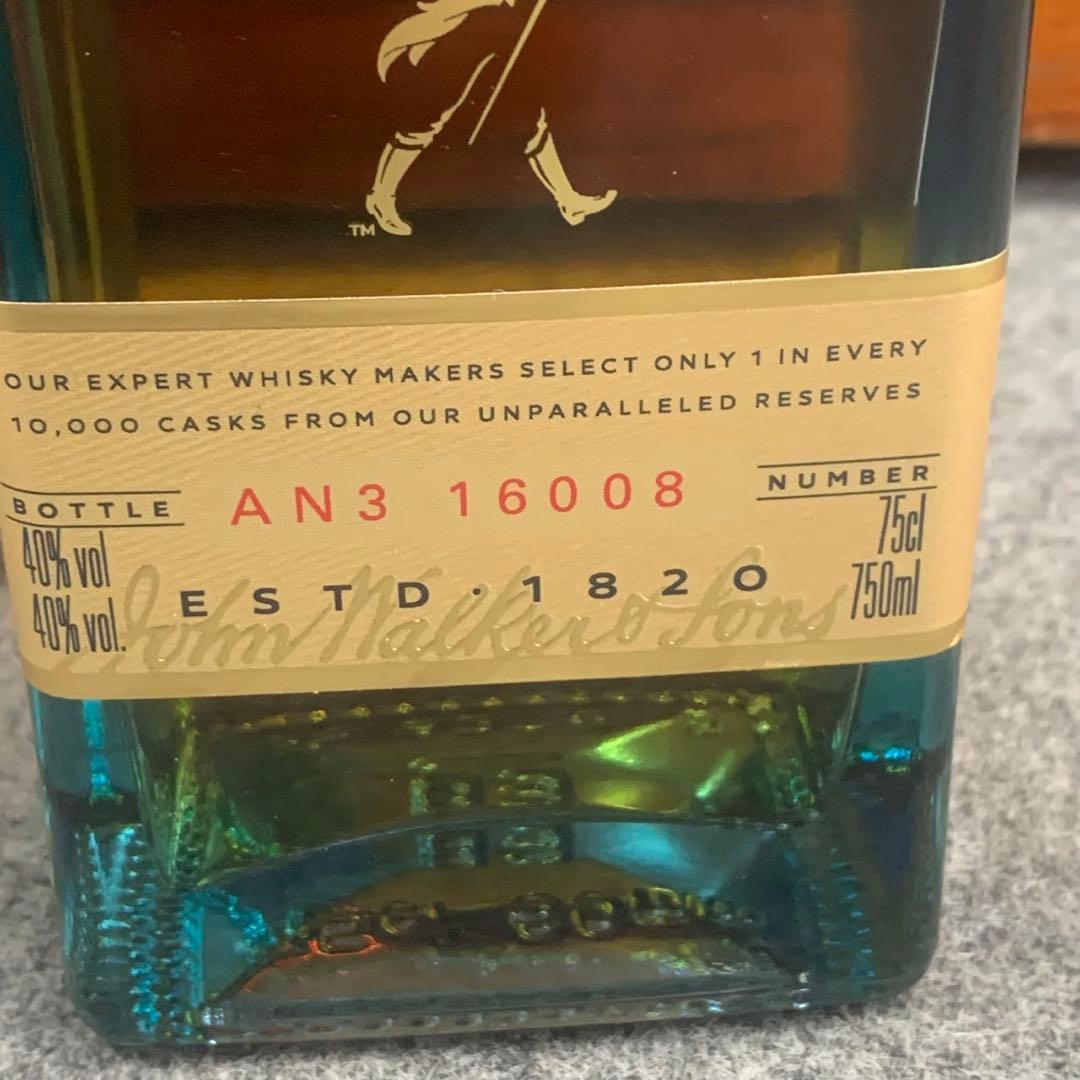 TM
OUR EXPERT WHISKY MAKERS SELECT ONLY 1 IN EVERY
10,000 CASKS FROM OUR UNPARALLELED RESERVES
BOTTLE AN3 16008 NUMBER
40% vol 75cl
40% vol. 750ml
ESTD · 1820
John Walker & Sons